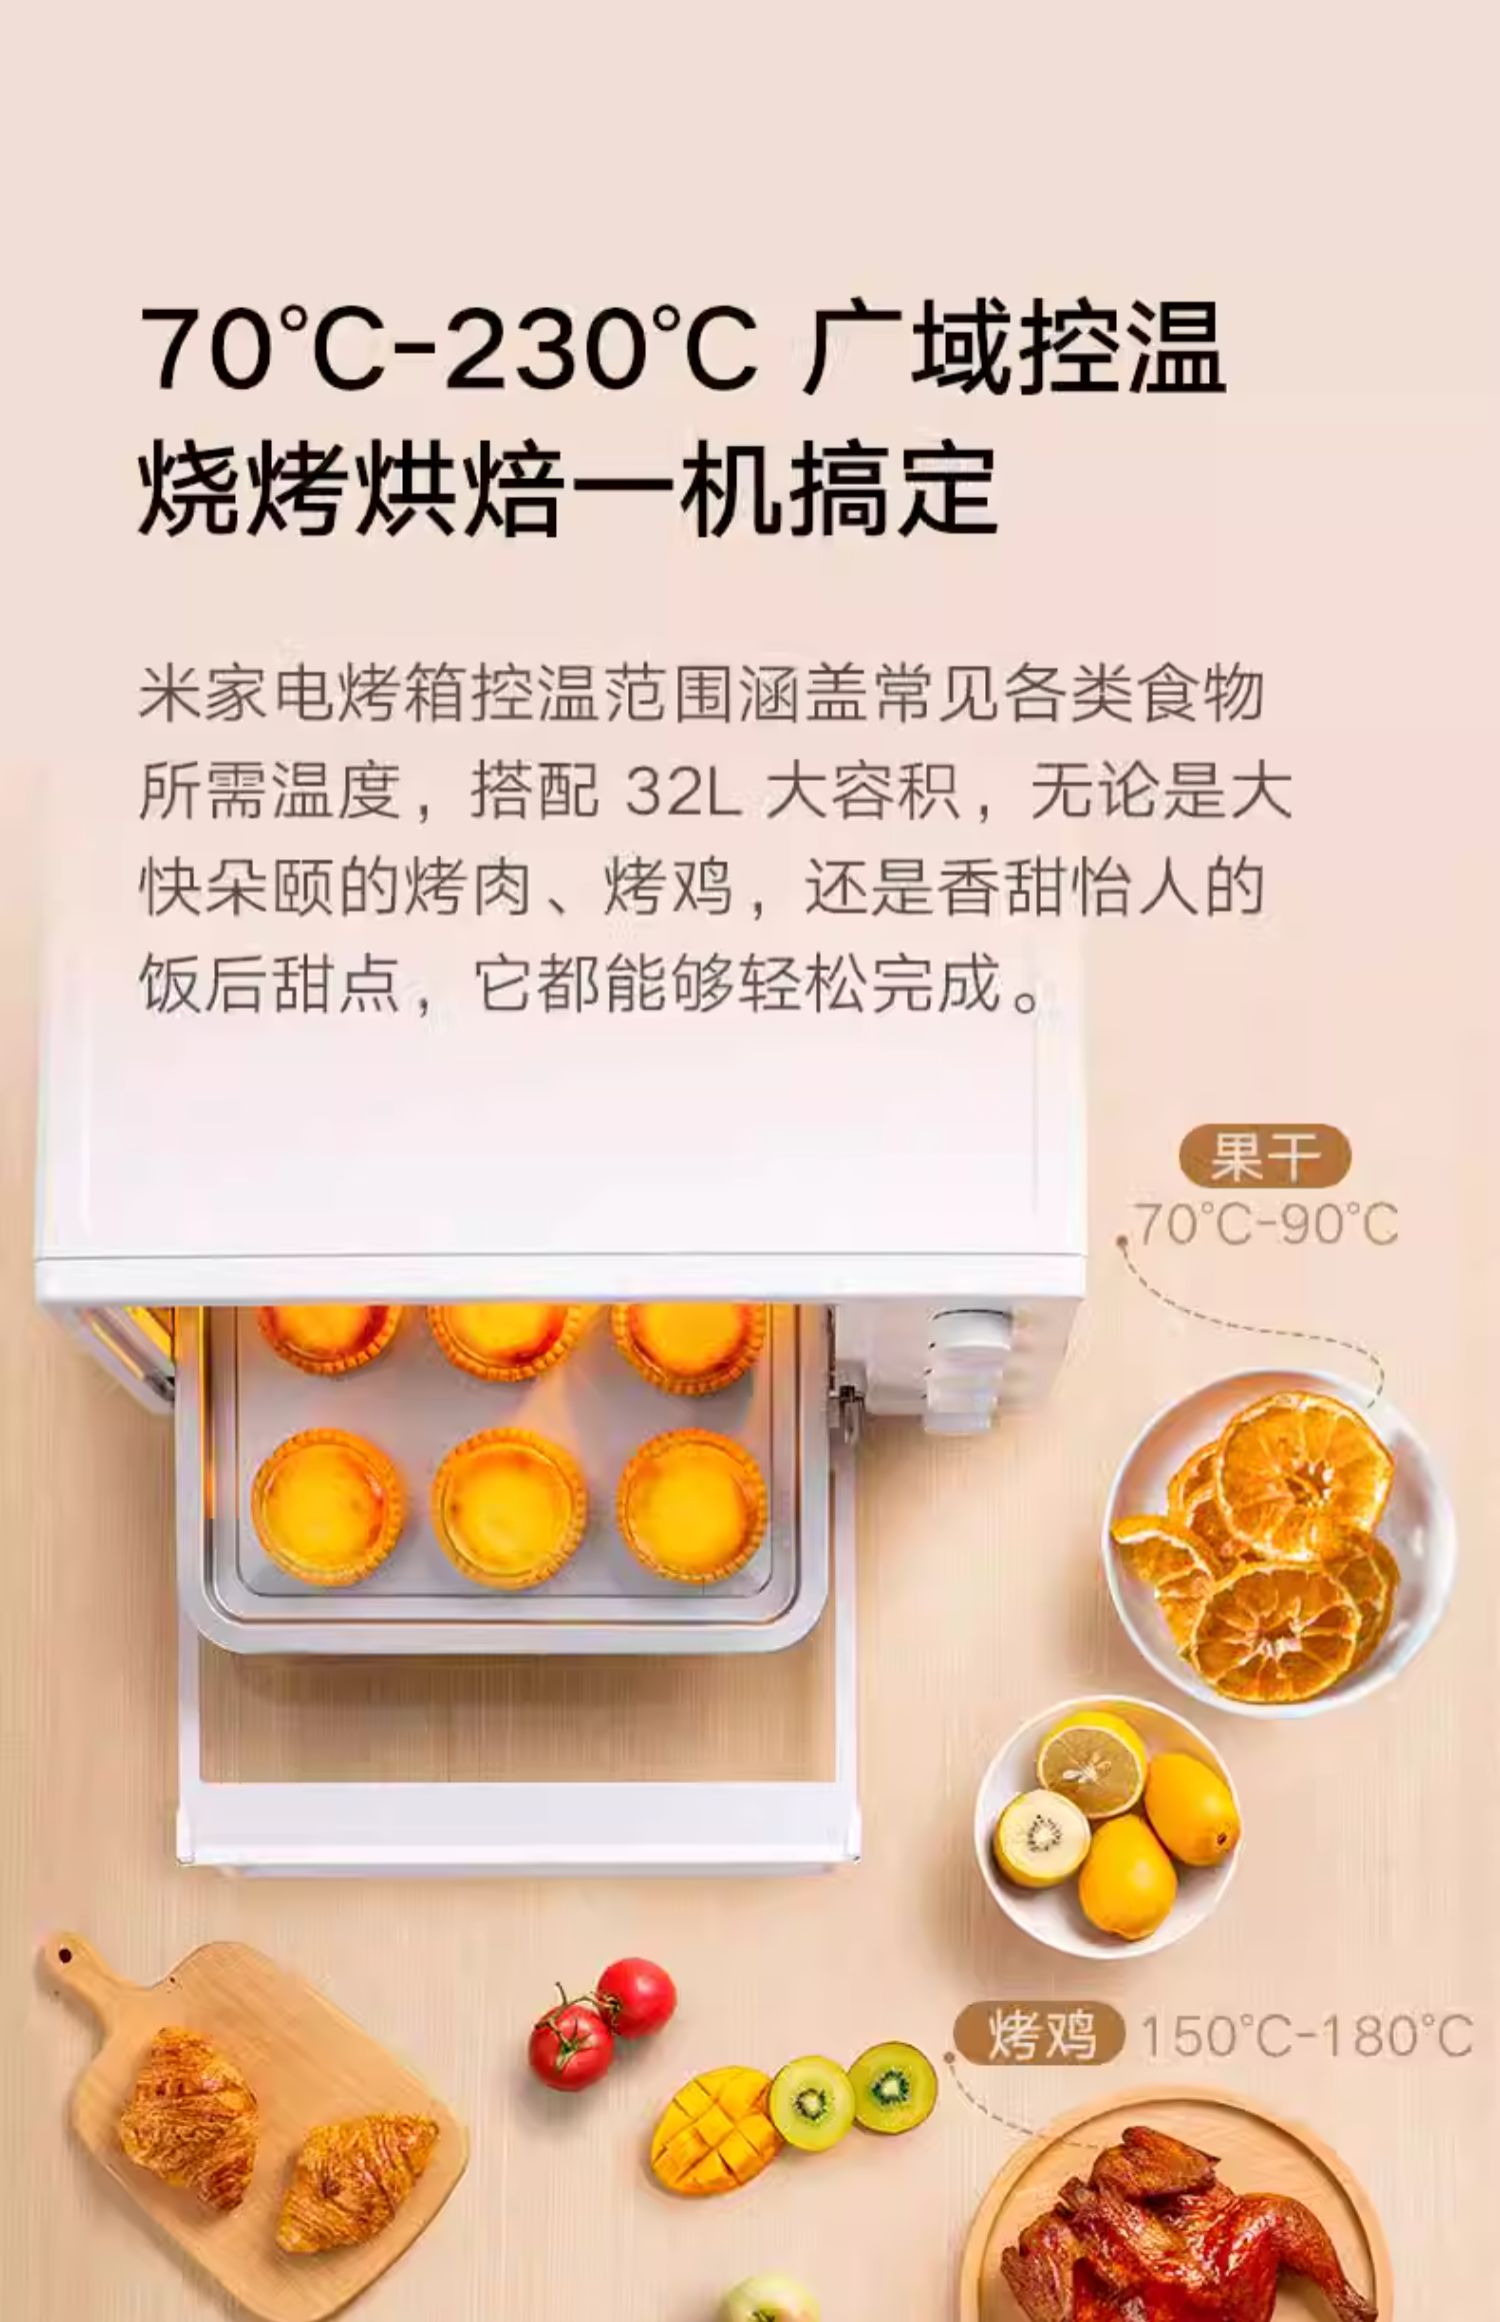 70℃-230℃ 广域控温
烧烤烘焙一机搞定
米家电烤箱控温范围涵盖常见各类食物
所需温度，搭配 32L 大容积，无论是大
快朵颐的烤肉、烤鸡，还是香甜怡人的
饭后甜点，它都能够轻松完成。
果干
70℃-90℃
烤鸡 150℃-180℃